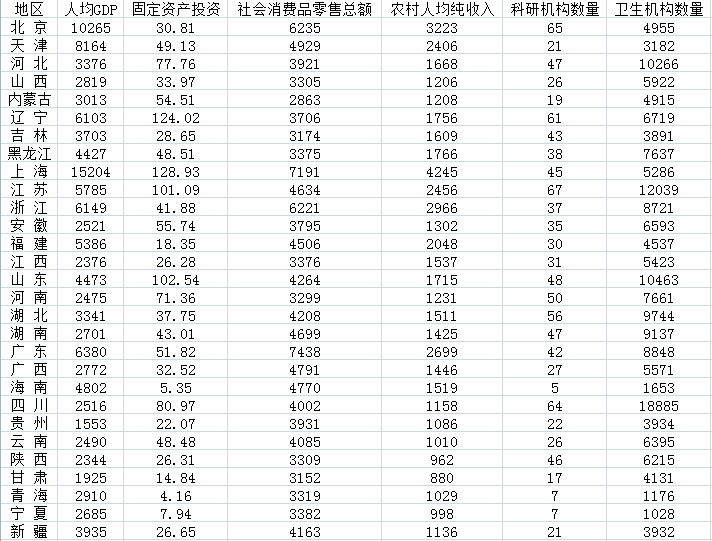 地区 人均GDP 固定资产投资 社会消费品零售总额 农村人均纯收入 科研机构数量 卫生机构数量
北 京 10265 30.81 6235 3223 65 4955
天 津 8164 49.13 4929 2406 21 3182
河 北 3376 77.76 3921 1668 47 10266
山 西 2819 33.97 3305 1206 26 5922
内蒙古 3013 54.51 2863 1208 19 4915
辽 宁 6103 124.02 3706 1756 61 6719
吉 林 3703 28.65 3174 1609 43 3891
黑龙江 4427 48.51 3375 1766 38 7637
上 海 15204 128.93 7191 4245 45 5286
江 苏 5785 101.09 4634 2456 67 12039
浙 江 6149 41.88 6221 2966 37 8721
安 徽 2521 55.74 3795 1302 35 6593
福 建 5386 18.35 4506 2048 30 4537
江 西 2376 26.28 3376 1537 31 5423
山 东 4473 102.54 4264 1715 48 10463
河 南 2475 71.36 3299 1231 50 7661
湖 北 3341 37.75 4208 1511 56 9744
湖 南 2701 43.01 4699 1425 47 9137
广 东 6380 51.82 7438 2699 42 8848
广 西 2772 32.52 4791 1446 27 5571
海 南 4802 5.35 4770 1519 5 1653
四 川 2516 80.97 4002 1158 64 18885
贵 州 1553 22.07 3931 1086 22 3934
云 南 2490 48.48 4085 1010 26 6395
陕 西 2344 26.31 3309 962 46 6215
甘 肃 1925 14.84 3152 880 17 4131
青 海 2910 4.16 3319 1029 7 1176
宁 夏 2685 7.94 3382 998 7 1028
新 疆 3935 26.65 4163 1136 21 3932